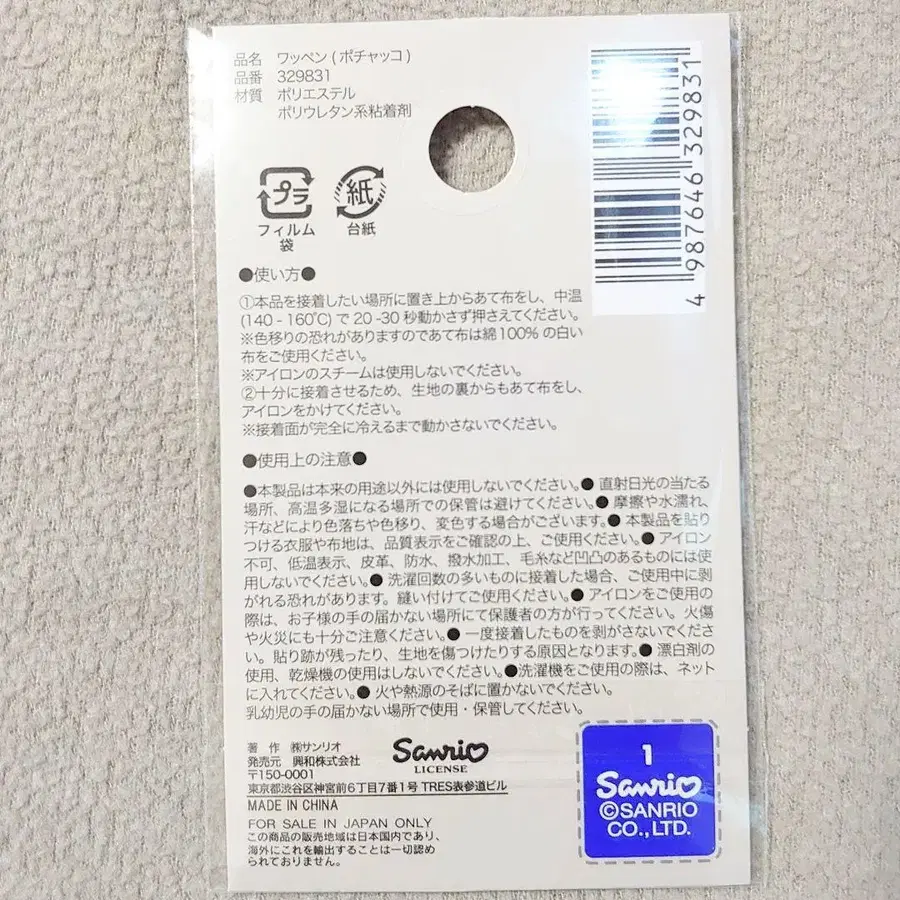 品名 ワッペン(ポチャッコ)
品番 329831
材質 ポリエステル
ポリウレタン系粘着剤
4 987646 329831
プラ
フィルム
袋
紙
台紙
●使い方●
①本品を接着したい場所に置き上からあて布をし、中温
(140 - 160℃) で 20 -30 秒動かさず押さえてください。
※色移りの恐れがありますのであて布は綿100% の白い
布をご使用ください。
※アイロンのスチームは使用しないでください。
②十分に接着させるため、生地の裏からもあて布をし、
アイロンをかけてください。
※接着面が完全に冷えるまで動かさないでください。
●使用上の注意●
●本製品は本来の用途以外には使用しないでください。● 直射日光の当たる
場所、高温多湿になる場所での保管は避けてください。● 摩擦や水濡れ、
汗などにより色落ちや色移り、変色する場合がございます。● 本製品を貼り
つける衣服や布地は、品質表示をご確認の上、ご使用ください。● アイロン
不可、低温表示、皮革、防水、撥水加工、毛糸など凹凸のあるものには使
用しないでください。● 洗濯回数の多いものに接着した場合、ご使用中に剥
がれる恐れがあります。縫い付けてご使用ください。● アイロンをご使用の
際は、お子様の手の届かない場所にて保護者の方が行ってください。火傷
や火災にも十分ご注意ください。● 一度接着したものを剥がさないでくださ
い。貼り跡が残ったり、生地を傷つけたりする原因となります。● 漂白剤の
使用、乾燥機の使用はしないでください。●洗濯機をご使用の際は、ネット
に入れてください。● 火や熱源のそばに置かないでください。
乳幼児の手の届かない場所で使用・保管してください。
著 作 ㈱サンリオ
発売元 興和株式会社
〒150-0001
東京都渋谷区神宮前6丁目7番1号 TRES表参道ビル
MADE IN CHINA
FOR SALE IN JAPAN ONLY
この商品の販売地域は日本国内であり、
海外にこれを輸出することは一切認め
られておりません。
Sanrio
LICENSE
1
Sanrio
©SANRIO
CO., LTD.